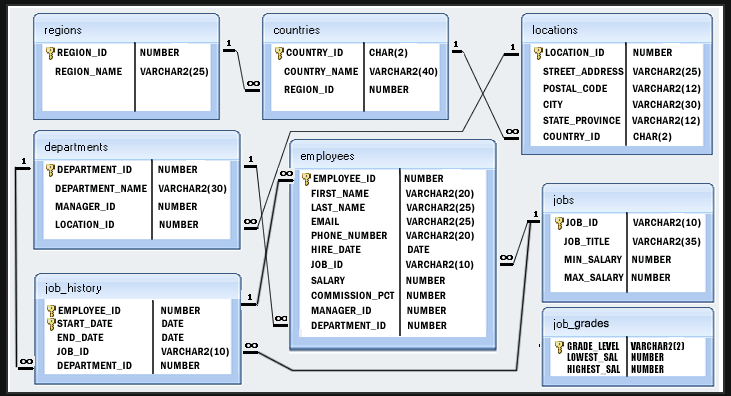 regions
REGION_ID NUMBER
REGION_NAME VARCHAR2(25)
1
∞
countries
COUNTRY_ID CHAR(2)
COUNTRY_NAME VARCHAR2(40)
REGION_ID NUMBER
1
∞
locations
LOCATION_ID NUMBER
STREET_ADDRESS VARCHAR2(25)
POSTAL_CODE VARCHAR2(12)
CITY VARCHAR2(30)
STATE_PROVINCE VARCHAR2(12)
COUNTRY_ID CHAR(2)
1
∞
departments
DEPARTMENT_ID NUMBER
DEPARTMENT_NAME VARCHAR2(30)
MANAGER_ID NUMBER
LOCATION_ID NUMBER
1
1
∞
employees
EMPLOYEE_ID NUMBER
FIRST_NAME VARCHAR2(20)
LAST_NAME VARCHAR2(25)
EMAIL VARCHAR2(25)
PHONE_NUMBER VARCHAR2(20)
HIRE_DATE DATE
JOB_ID VARCHAR2(10)
SALARY NUMBER
COMMISSION_PCT NUMBER
MANAGER_ID NUMBER
DEPARTMENT_ID NUMBER
∞
∞
1
jobs
JOB_ID VARCHAR2(10)
JOB_TITLE VARCHAR2(35)
MIN_SALARY NUMBER
MAX_SALARY NUMBER
job_history
EMPLOYEE_ID NUMBER
START_DATE DATE
END_DATE DATE
JOB_ID VARCHAR2(10)
DEPARTMENT_ID NUMBER
∞
1
∞
job_grades
GRADE_LEVEL VARCHAR2(2)
LOWEST_SAL NUMBER
HIGHEST_SAL NUMBER